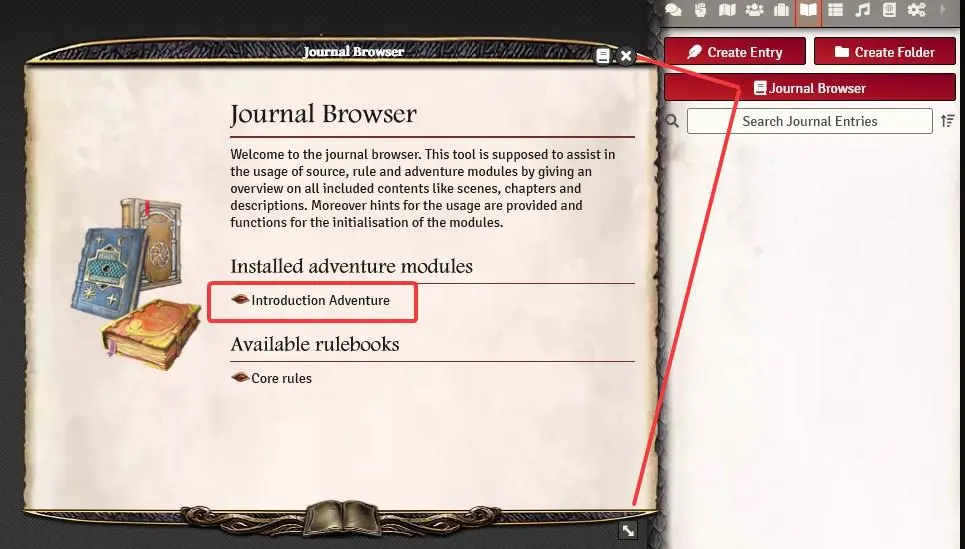 Journal Browser
Create Entry
Create Folder
Journal Browser
Search Journal Entries
Journal Browser
Welcome to the journal browser. This tool is supposed to assist in
the usage of source, rule and adventure modules by giving an
overview on all included contents like scenes, chapters and
descriptions. Moreover hints for the usage are provided and
functions for the initialisation of the modules.
Installed adventure modules
Introduction Adventure
Available rulebooks
Core rules